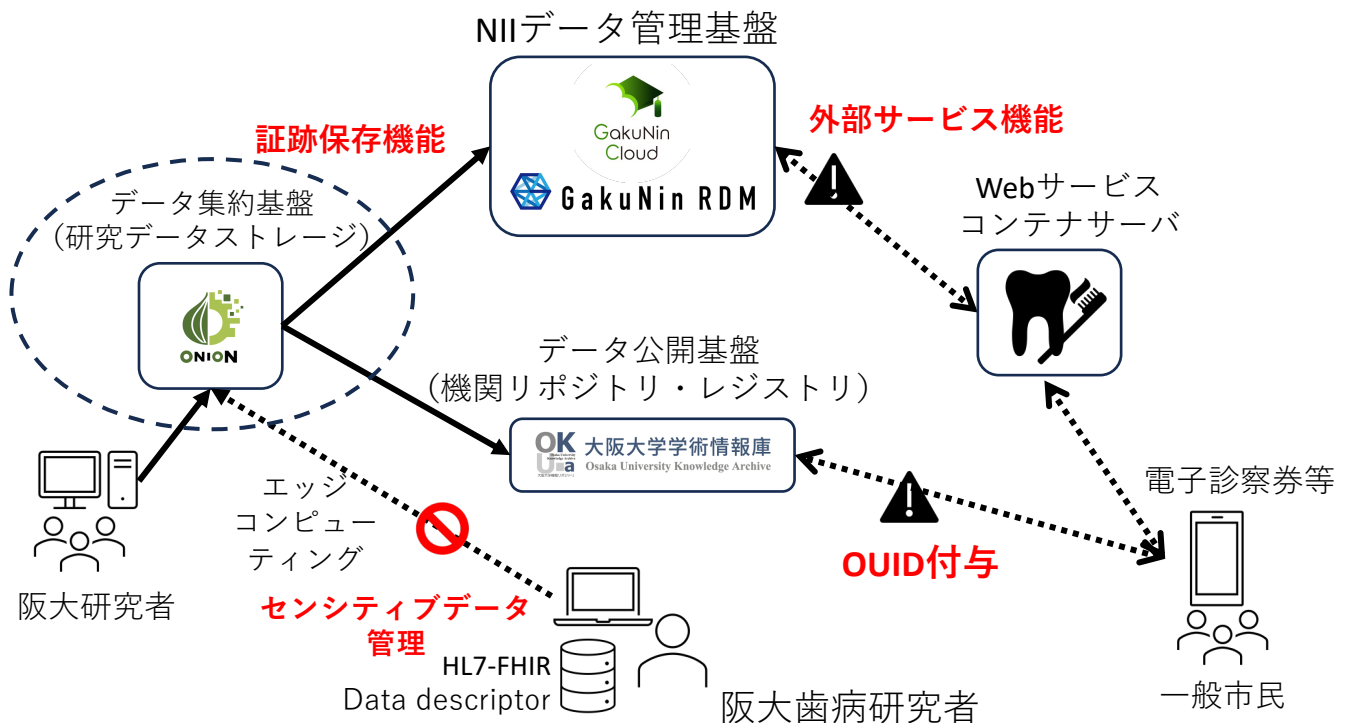 NIIデータ管理基盤
GakuNin
Cloud
GakuNin RDM
証跡保存機能
外部サービス機能
データ集約基盤
（研究データストレージ）
ONION
Webサービス
コンテナサーバ
データ公開基盤
（機関リポジトリ・レジストリ）
OK
U:a
大阪大学学術情報庫
Osaka University Knowledge Archive
エッジ
コンピュー
ティング
阪大研究者
センシティブデータ
管理
HL7-FHIR
Data descriptor
阪大歯病研究者
OUID付与
電子診察券等
一般市民